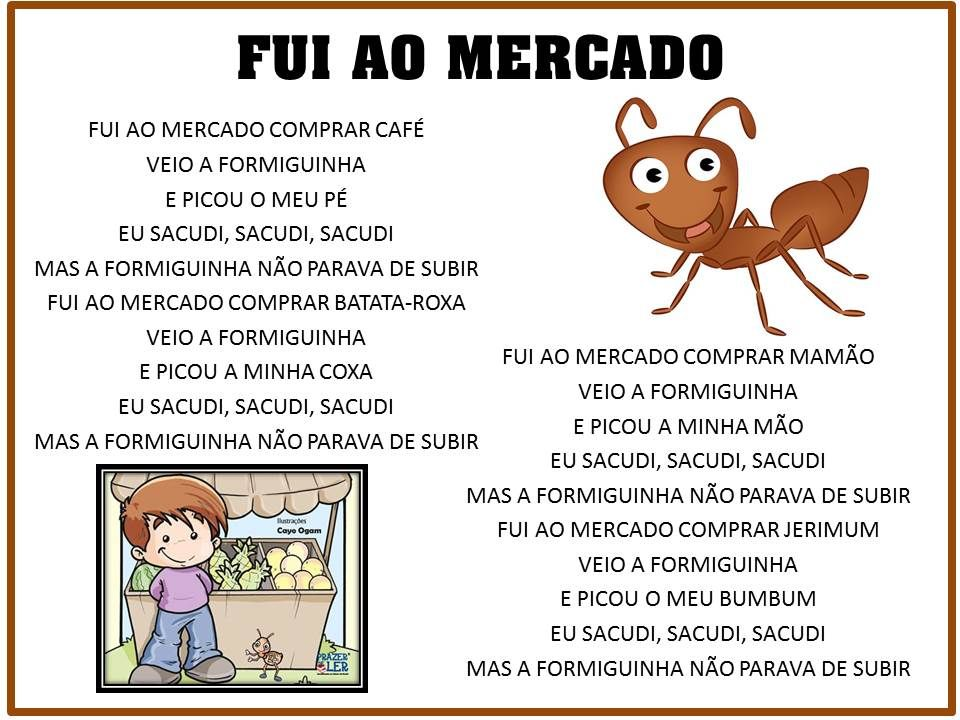 FUI AO MERCADO
FUI AO MERCADO COMPRAR CAFÉ
VEIO A FORMIGUINHA
E PICOU O MEU PÉ
EU SACUDI, SACUDI, SACUDI
MAS A FORMIGUINHA NÃO PARAVA DE SUBIR
FUI AO MERCADO COMPRAR BATATA-ROXA
VEIO A FORMIGUINHA
E PICOU A MINHA COXA
EU SACUDI, SACUDI, SACUDI
MAS A FORMIGUINHA NÃO PARAVA DE SUBIR
Ilustrações
Cayo Ogam
PRAZER'
LER
FUI AO MERCADO COMPRAR MAMÃO
VEIO A FORMIGUINHA
E PICOU A MINHA MÃO
EU SACUDI, SACUDI, SACUDI
MAS A FORMIGUINHA NÃO PARAVA DE SUBIR
FUI AO MERCADO COMPRAR JERIMUM
VEIO A FORMIGUINHA
E PICOU O MEU BUMBUM
EU SACUDI, SACUDI, SACUDI
MAS A FORMIGUINHA NÃO PARAVA DE SUBIR